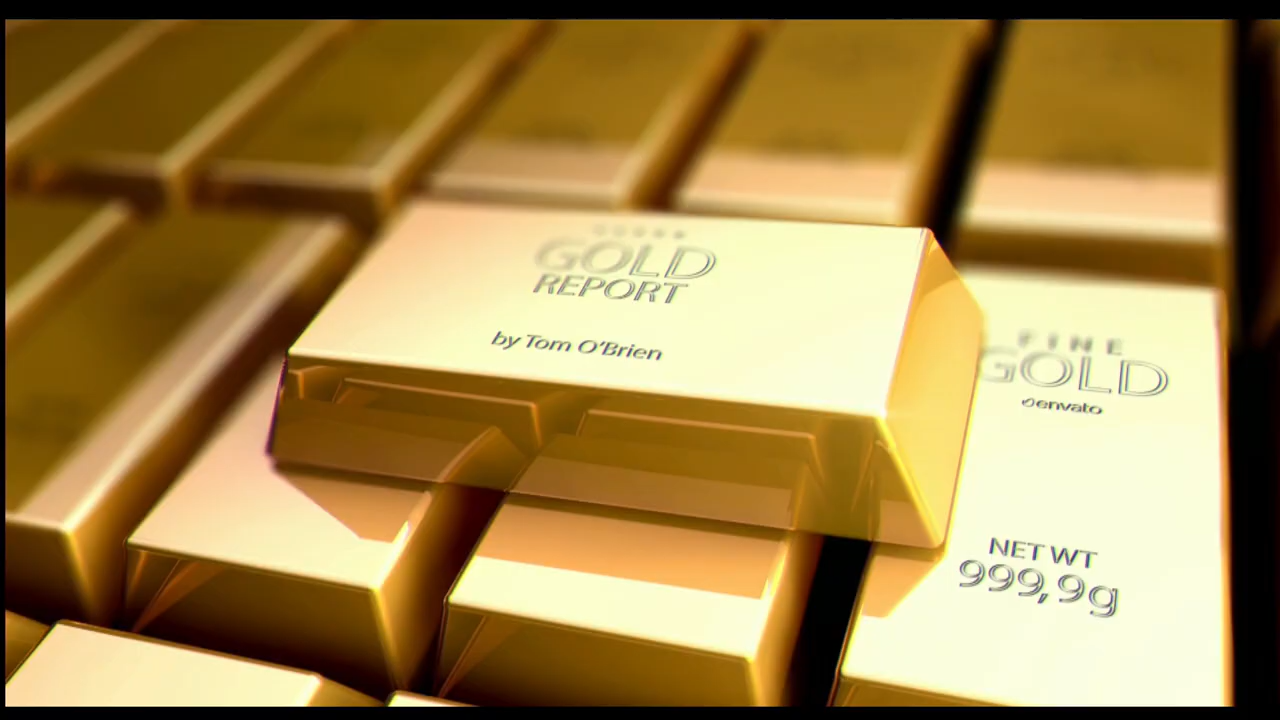 GOLD
REPORT
by Tom O'Brien
FINE
GOLD
envato
NET WT
999,9g